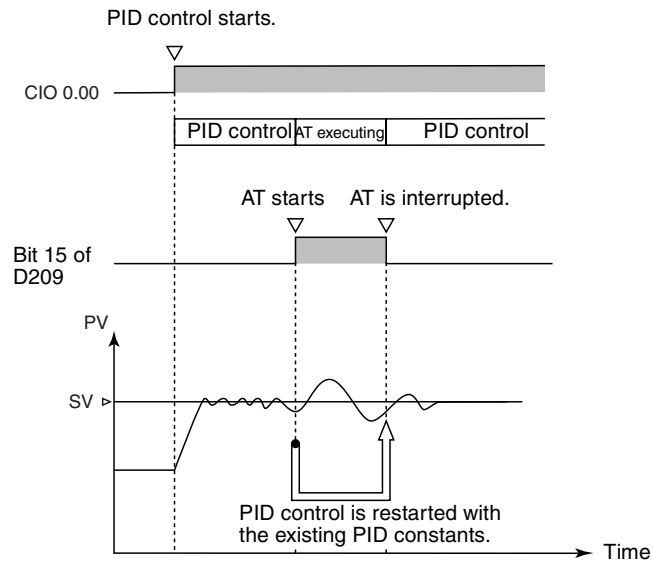 PID control starts.
CIO 0.00
PID control AT executing PID control
AT starts AT is interrupted.
Bit 15 of
D209
PV
SV
PID control is restarted with
the existing PID constants.
Time